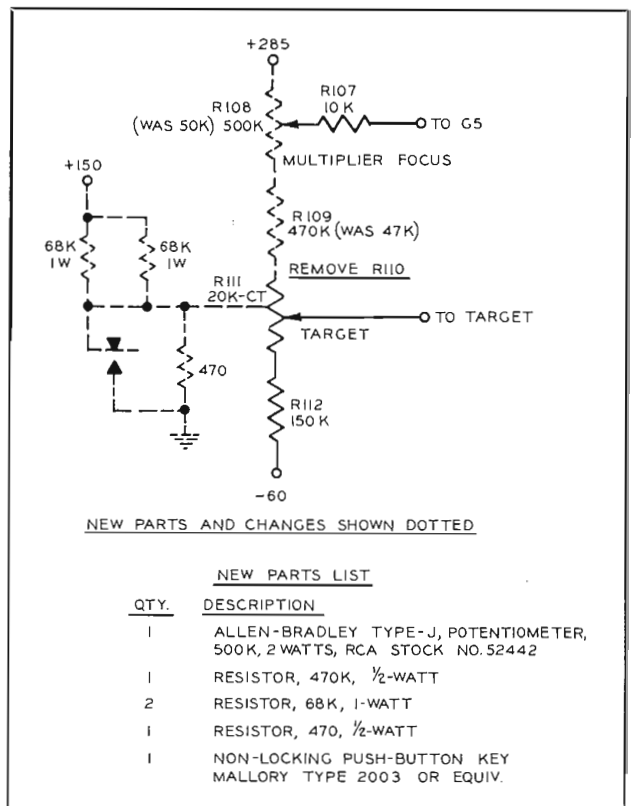 +285
R108
(WAS 50K) 500K
R107
10K
TO G5
MULTIPLIER FOCUS
+150
68K
1W
68K
1W
R109
470K (WAS 47K)
REMOVE R110
R111
20K-CT
TO TARGET
TARGET
470
R112
150K
-60
NEW PARTS AND CHANGES SHOWN DOTTED
NEW PARTS LIST
QTY. DESCRIPTION
1 ALLEN-BRADLEY TYPE-J, POTENTIOMETER,
500K, 2 WATTS, RCA STOCK NO. 52442
1 RESISTOR, 470K, 1/2-WATT
2 RESISTOR, 68K, 1-WATT
1 RESISTOR, 470, 1/2-WATT
1 NON-LOCKING PUSH-BUTTON KEY
MALLORY TYPE 2003 OR EQUIV.